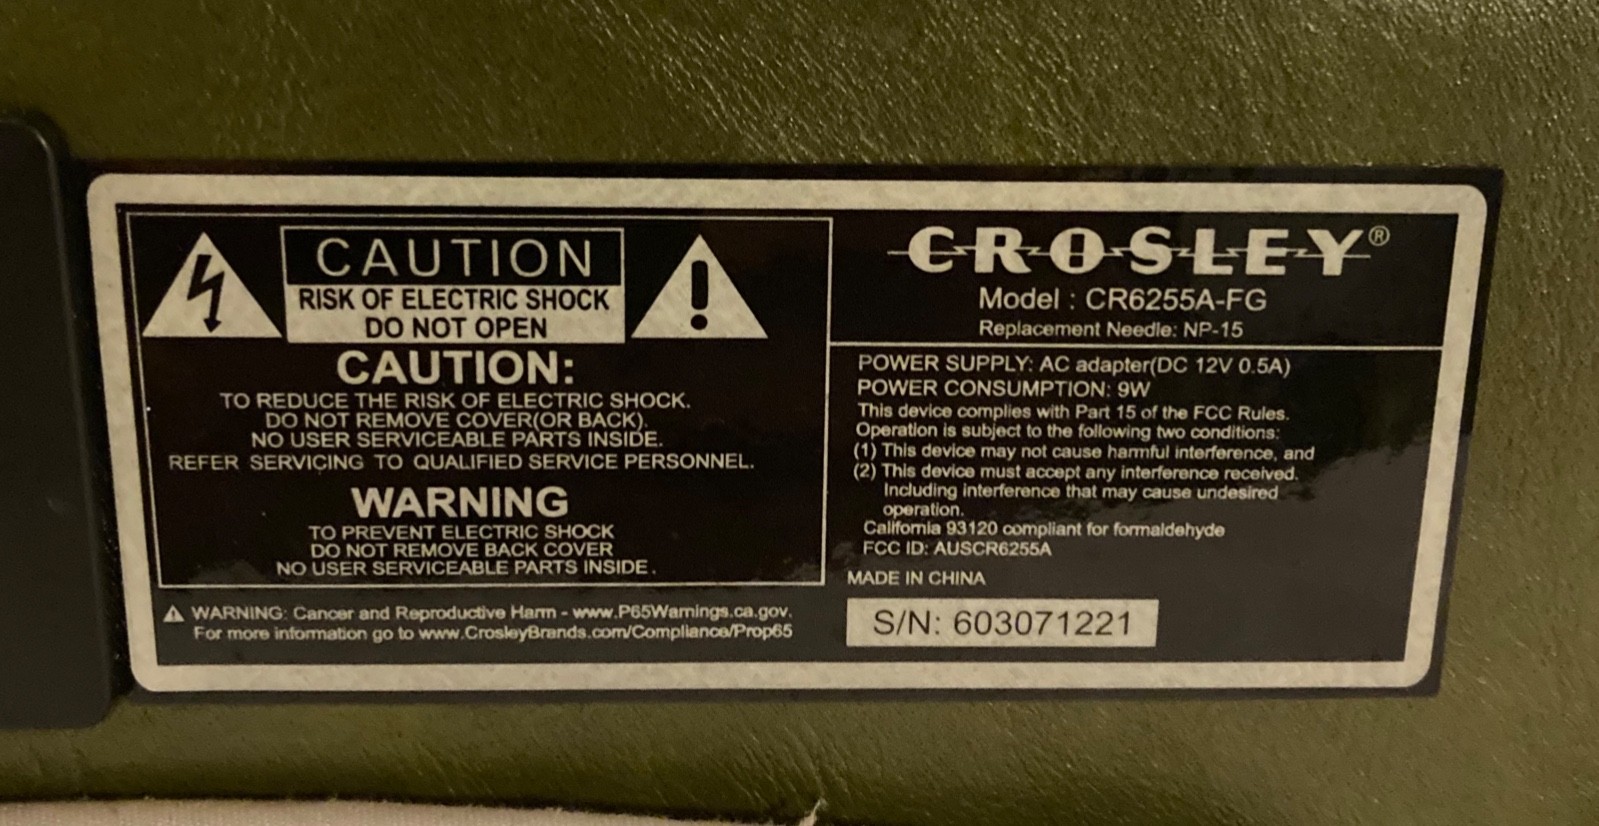 CAUTION
RISK OF ELECTRIC SHOCK
DO NOT OPEN
CAUTION:
TO REDUCE THE RISK OF ELECTRIC SHOCK.
DO NOT REMOVE COVER(OR BACK).
NO USER SERVICEABLE PARTS INSIDE.
REFER SERVICING TO QUALIFIED SERVICE PERSONNEL.
WARNING
TO PREVENT ELECTRIC SHOCK
DO NOT REMOVE BACK COVER
NO USER SERVICEABLE PARTS INSIDE.
WARNING: Cancer and Reproductive Harm - www.P65Warnings.ca.gov.
For more information go to www.CrosleyBrands.com/Compliance/Prop65
CROSLEY®
Model : CR6255A-FG
Replacement Needle: NP-15
POWER SUPPLY: AC adapter(DC 12V 0.5A)
POWER CONSUMPTION: 9W
This device complies with Part 15 of the FCC Rules.
Operation is subject to the following two conditions:
(1) This device may not cause harmful interference, and
(2) This device must accept any interference received.
Including interference that may cause undesired
operation.
California 93120 compliant for formaldehyde
FCC ID: AUSCR6255A
MADE IN CHINA
S/N: 603071221